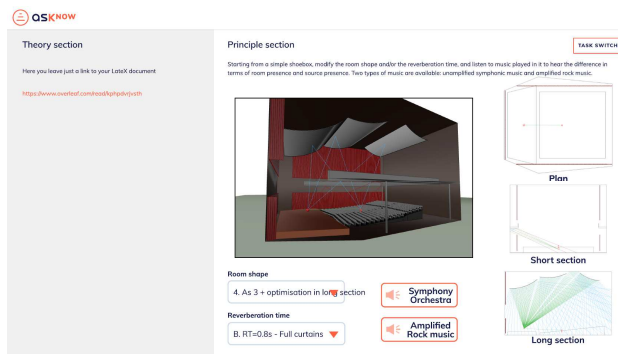 ASKNOW
Theory section
Here you leave just a link to your LateX document
https://www.overleaf.com/read/kphpdvrjvsth
Principle section
TASK SWITCH
Starting from a simple shoebox, modify the room shape and/or the reverberation time, and listen to music played in it to hear the difference in
terms of room presence and source presence. Two types of music are available: unamplified symphonic music and amplified rock music.
Plan
Short section
Long section
Room shape
4. As 3 + optimisation in long section
Symphony
Orchestra
Reverberation time
B. RT=0.8s - Full curtains
Amplified
Rock music